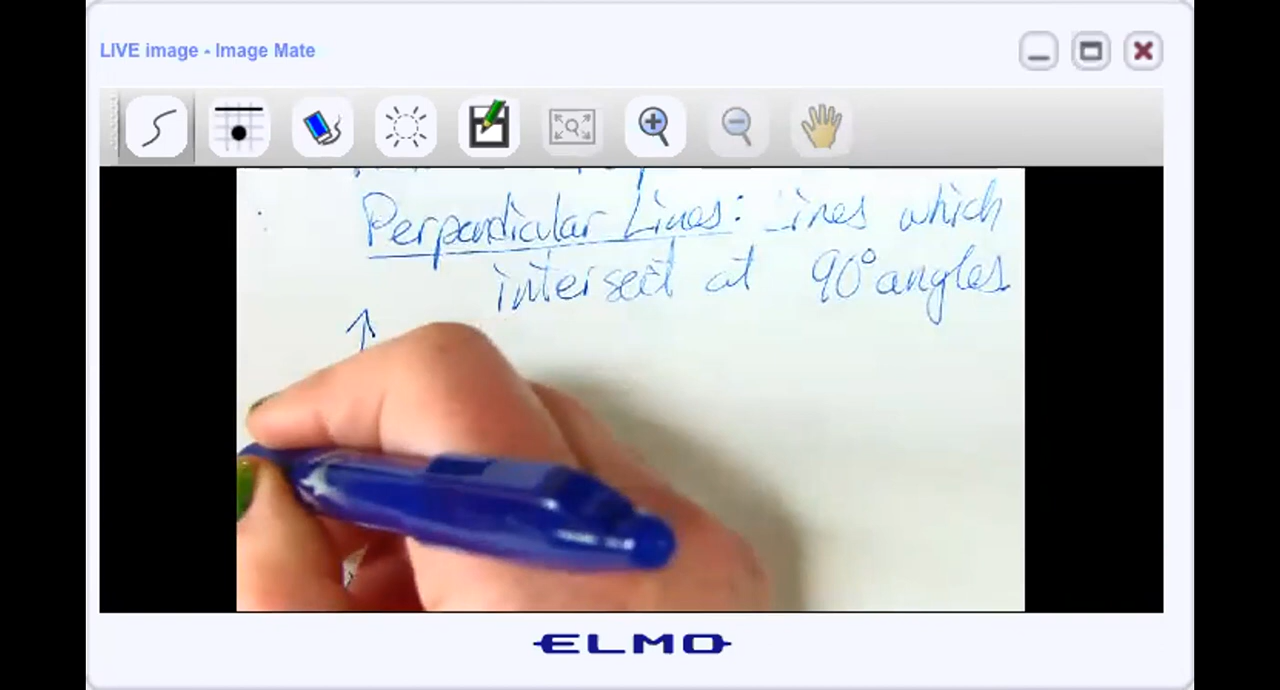 LIVE image - Image Mate
Perpendicular Lines: Lines which
intersect at 90° angles
ELMO